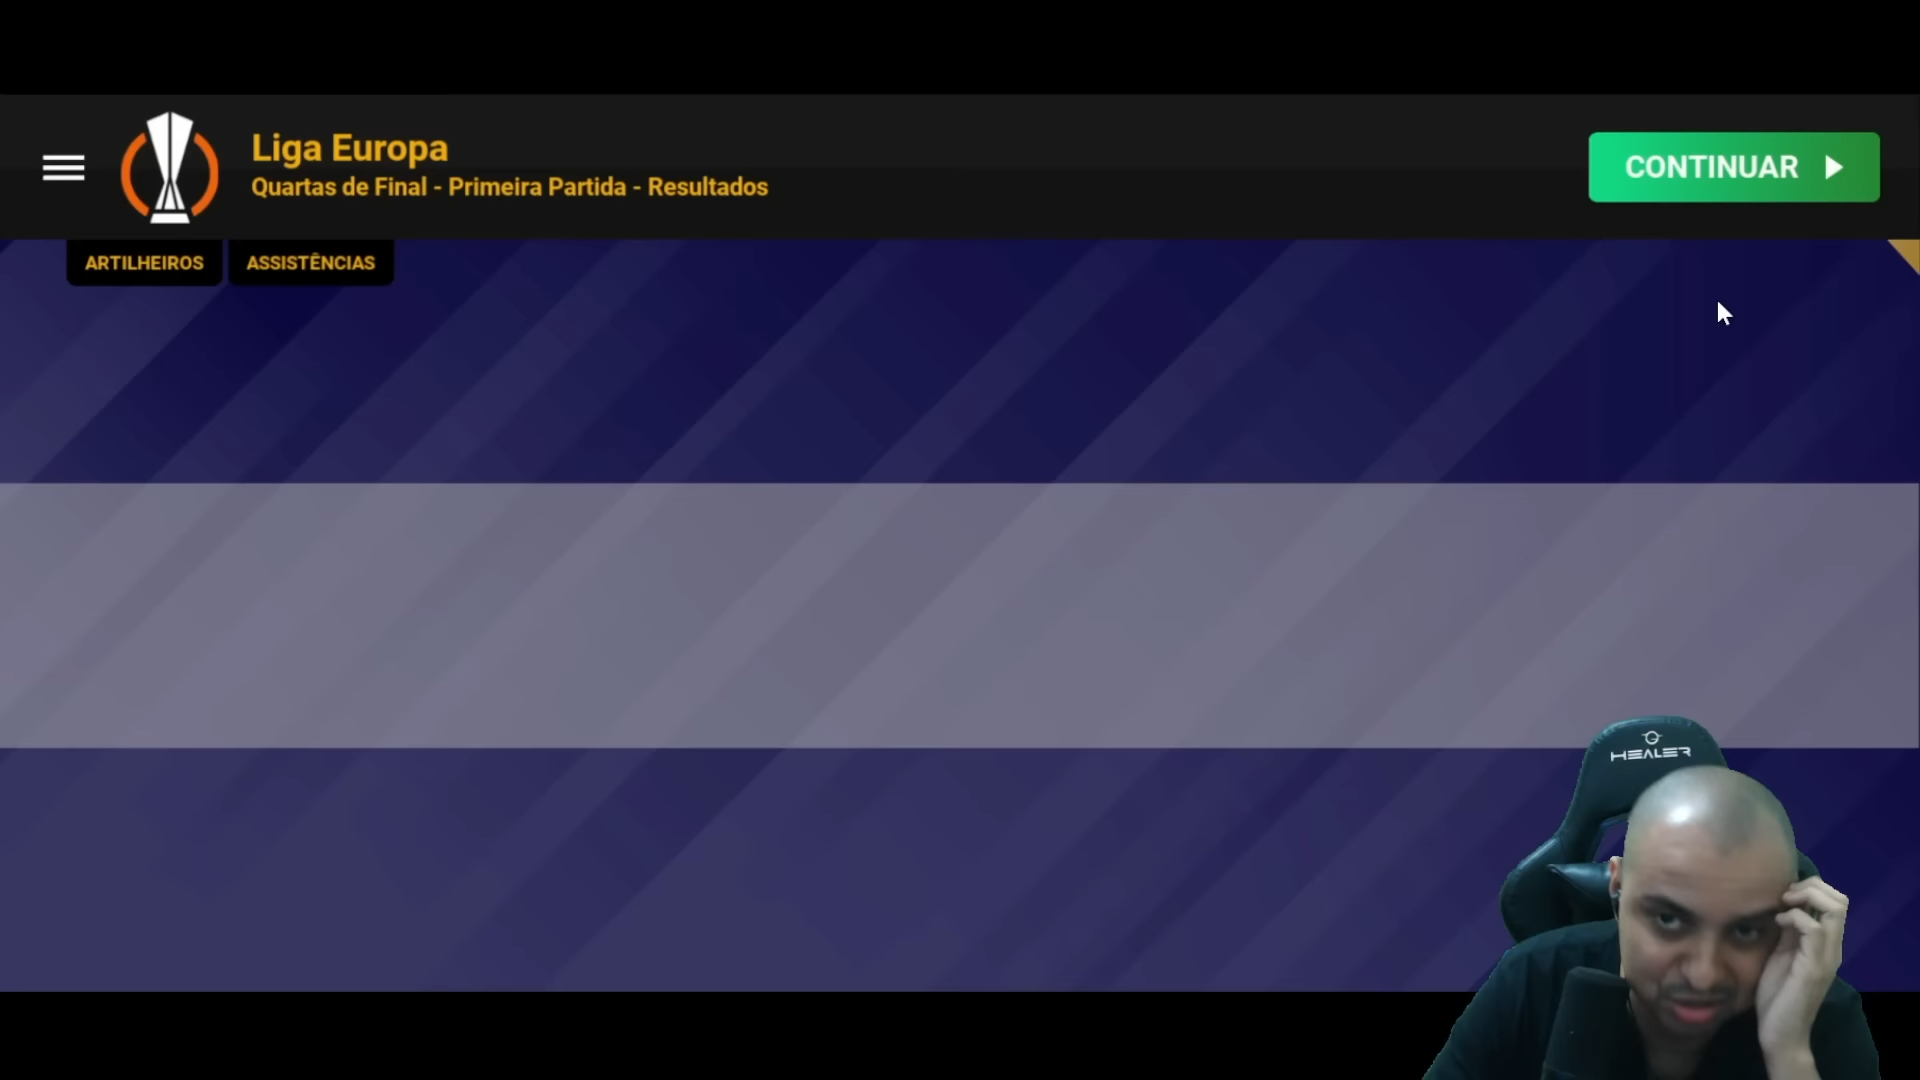 Liga Europa
Quartas de Final - Primeira Partida - Resultados
CONTINUAR
ARTILHEIROS
ASSISTÊNCIAS
HEALER